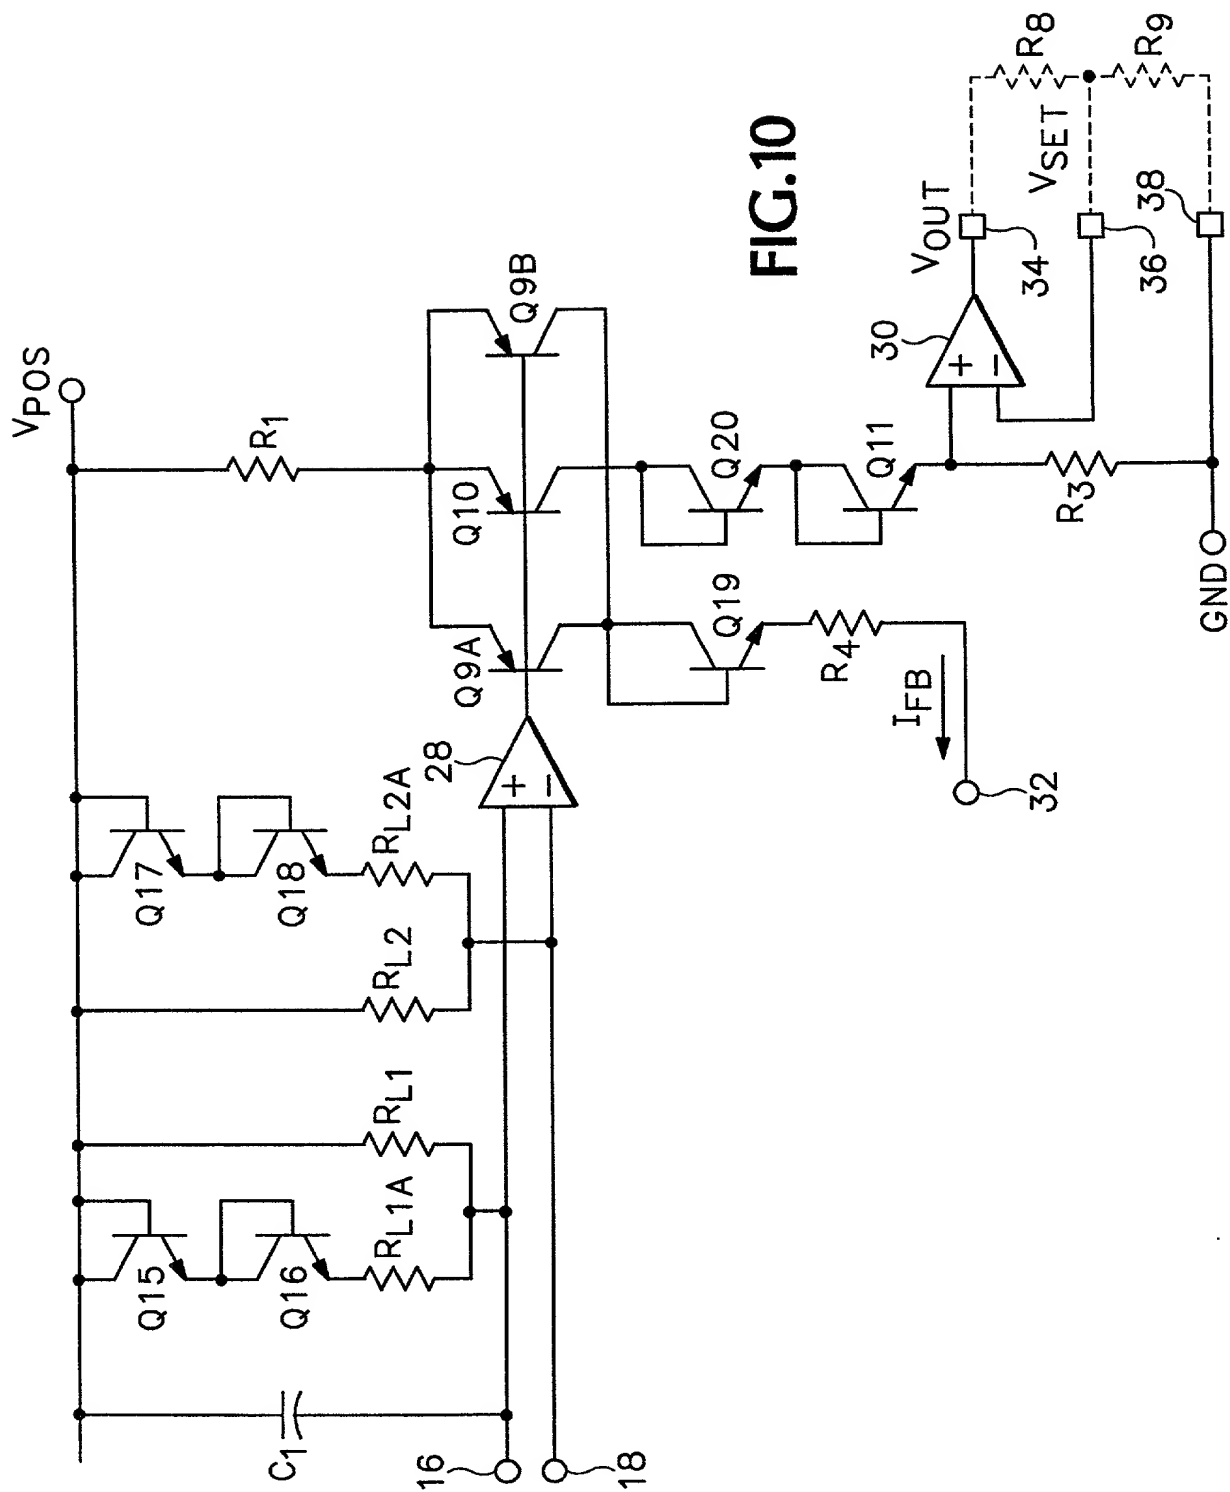 VPOS
R1
Q9B
Q10
Q9A
28
+
−
Q17
Q18
RL2A
RL2
RL1
RL1A
Q15
Q16
C1
16
18
Q20
Q11
Q19
R4
IFB
32
R3
GND
30
+
−
VOUT
34
VSET
36
38
R8
R9
FIG.10